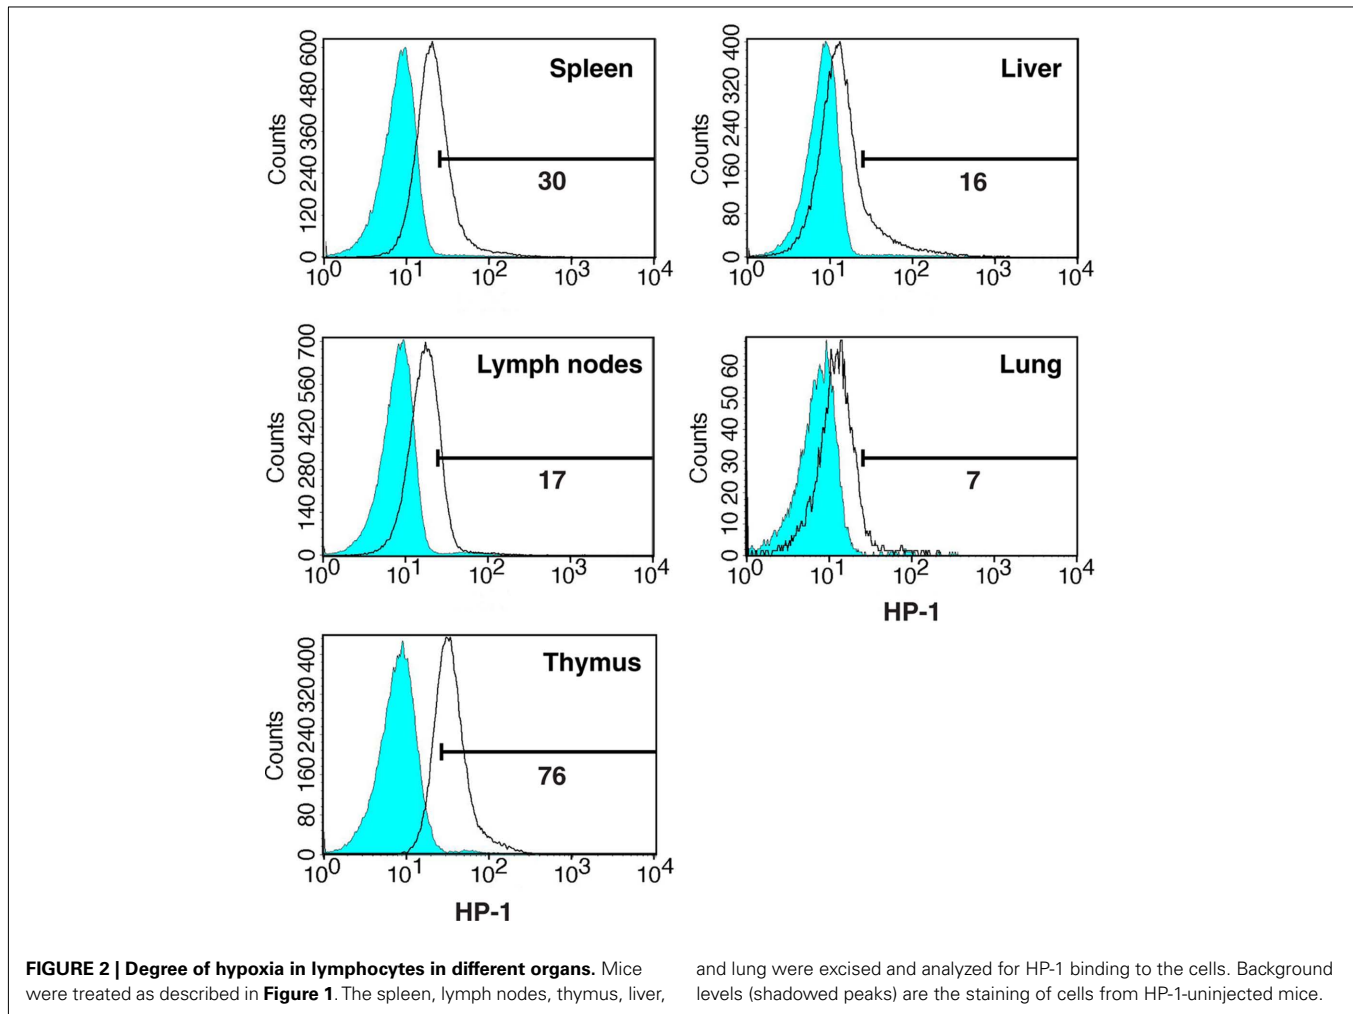 Spleen
Counts
600
480
360
240
120
0
30
10^0 10^1 10^2 10^3 10^4
Liver
Counts
400
320
240
160
80
0
16
10^0 10^1 10^2 10^3 10^4
Lymph nodes
Counts
700
560
420
280
140
0
17
10^0 10^1 10^2 10^3 10^4
Lung
Counts
60
50
40
30
20
10
0
7
10^0 10^1 10^2 10^3 10^4
HP-1
Thymus
Counts
400
320
240
160
80
0
76
10^0 10^1 10^2 10^3 10^4
HP-1
FIGURE 2 | Degree of hypoxia in lymphocytes in different organs. Mice
were treated as described in Figure 1. The spleen, lymph nodes, thymus, liver,
and lung were excised and analyzed for HP-1 binding to the cells. Background
levels (shadowed peaks) are the staining of cells from HP-1-uninjected mice.